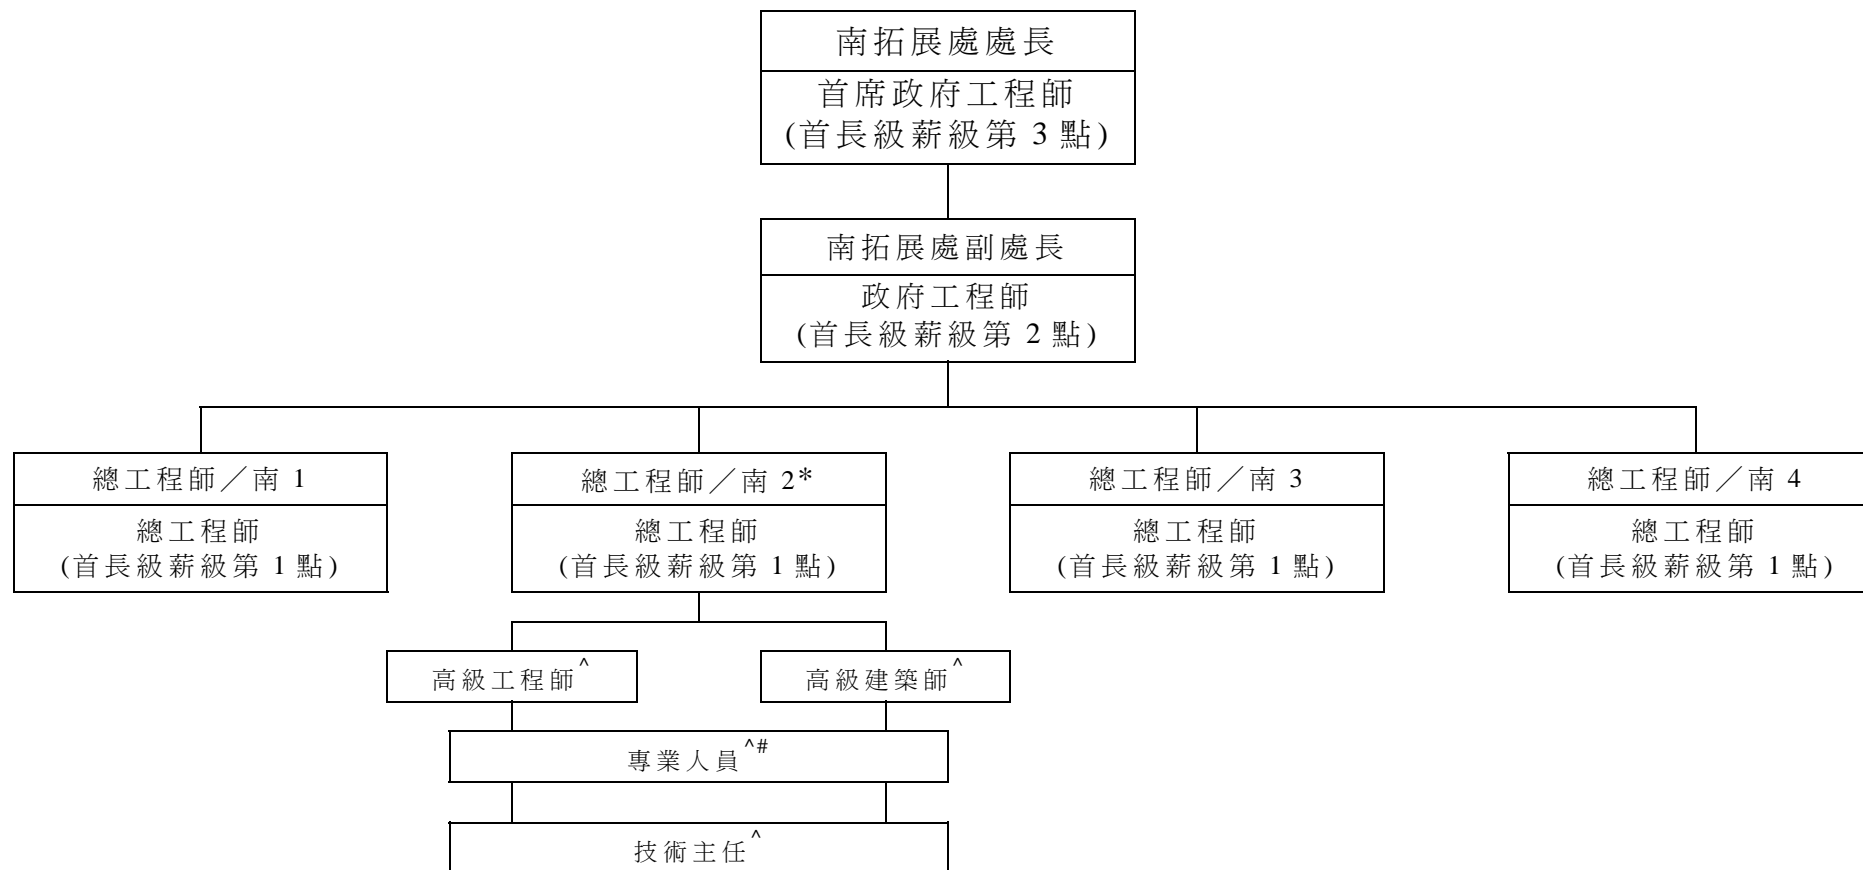 南拓展處處長
首席政府工程師
(首長級薪級第 3 點)
南拓展處副處長
政府工程師
(首長級薪級第 2 點)
總工程師／南 1
總工程師
(首長級薪級第 1 點)
總工程師／南 2*
總工程師
(首長級薪級第 1 點)
總工程師／南 3
總工程師
(首長級薪級第 1 點)
總工程師／南 4
總工程師
(首長級薪級第 1 點)
高級工程師^
高級建築師^
專業人員^#
技術主任^